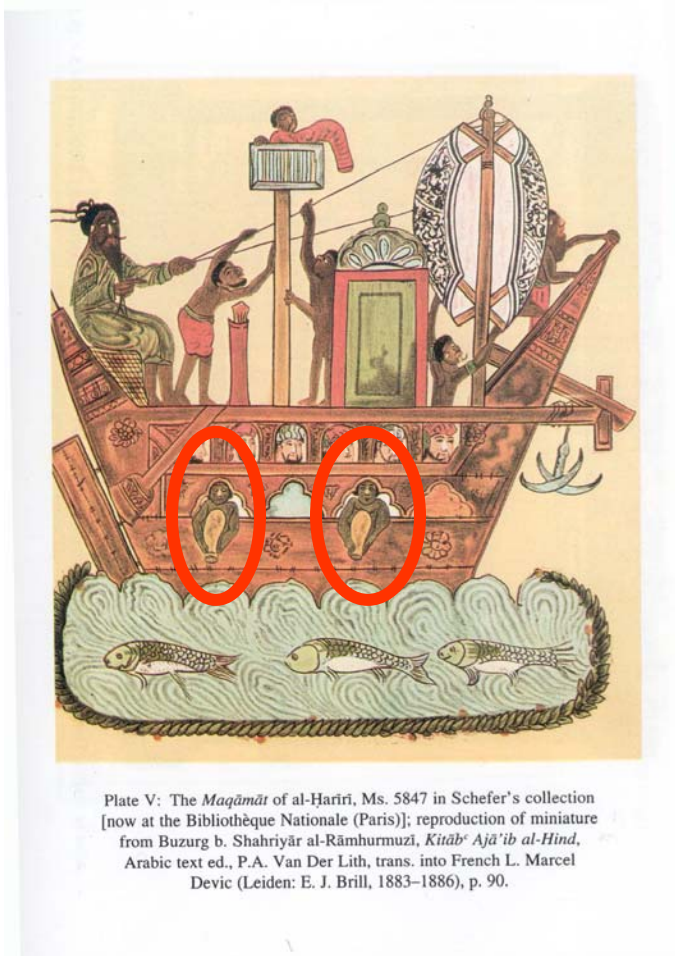 Plate V: The Maqāmāt of al-Ḥarīrī, Ms. 5847 in Schefer's collection
[now at the Bibliothèque Nationale (Paris)]; reproduction of miniature
from Buzurg b. Shahriyār al-Rāmhurmuzī, Kitābᶜ Ajā'ib al-Hind,
Arabic text ed., P.A. Van Der Lith, trans. into French L. Marcel
Devic (Leiden: E. J. Brill, 1883–1886), p. 90.